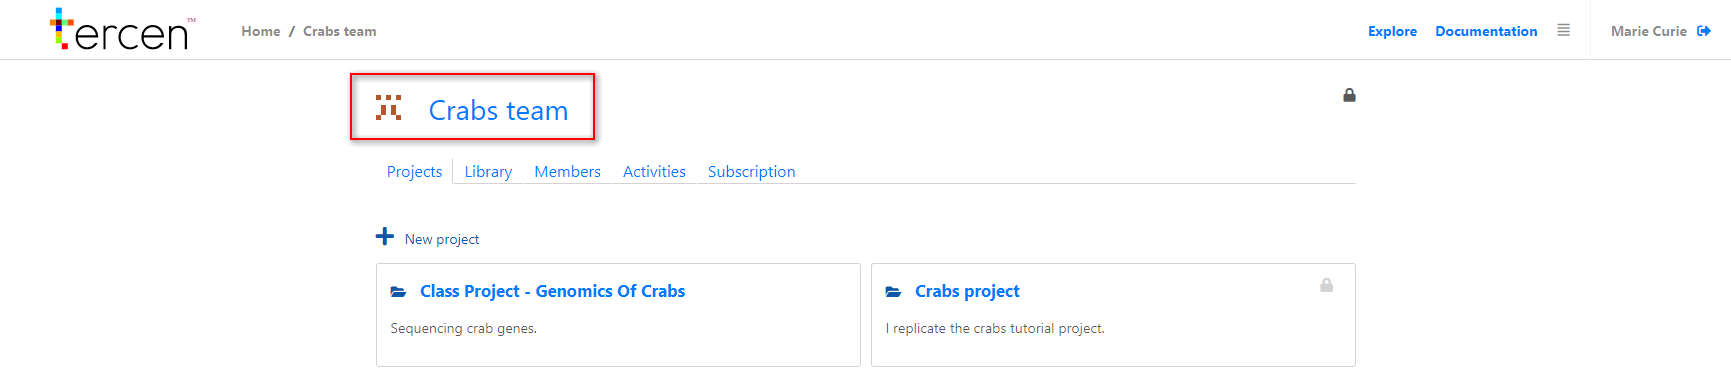 tercen™
Home / Crabs team
Explore Documentation
Marie Curie
Crabs team
Projects Library Members Activities Subscription
New project
Class Project - Genomics Of Crabs
Sequencing crab genes.
Crabs project
I replicate the crabs tutorial project.